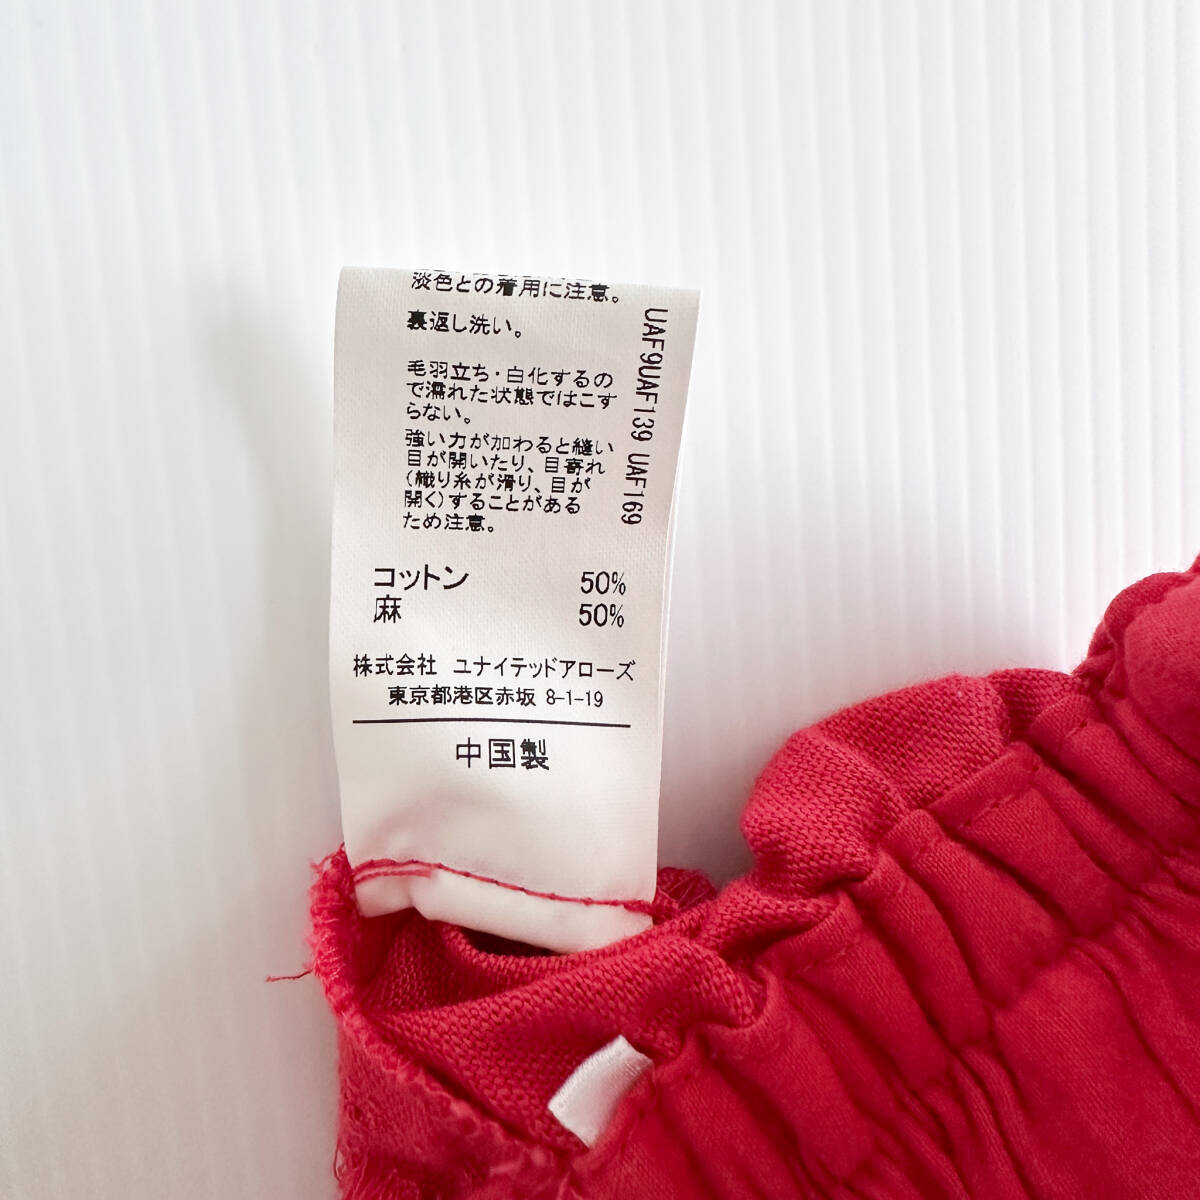 淡色との着用に注意。
裏返し洗い。
毛羽立ち・白化するの
で濡れた状態ではこす
らない。
強い力が加わると縫い
目が開いたり、目寄れ
(織り糸が滑り、目が
開く)することがある
ため注意。
コットン 50%
麻 50%
株式会社 ユナイテッドアローズ
東京都港区赤坂 8-1-19
中国製
UAF9UAF139 UAF169